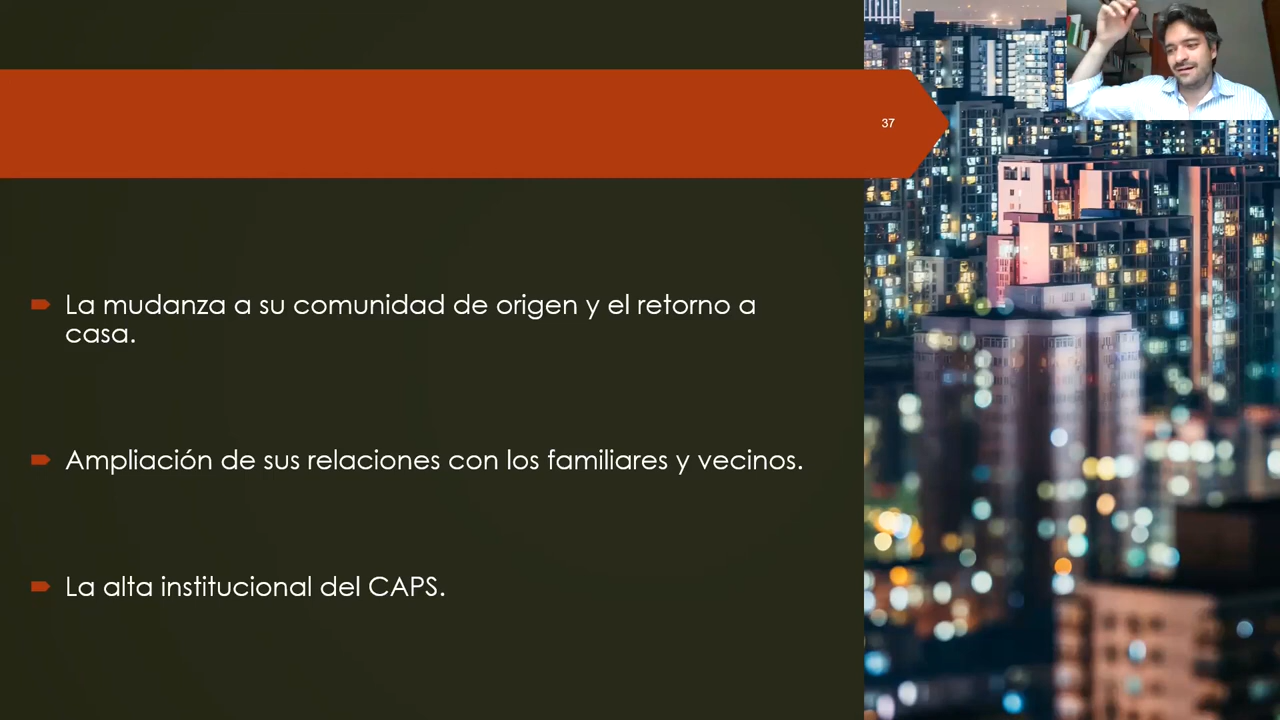 37
La mudanza a su comunidad de origen y el retorno a
casa.
Ampliación de sus relaciones con los familiares y vecinos.
La alta institucional del CAPS.